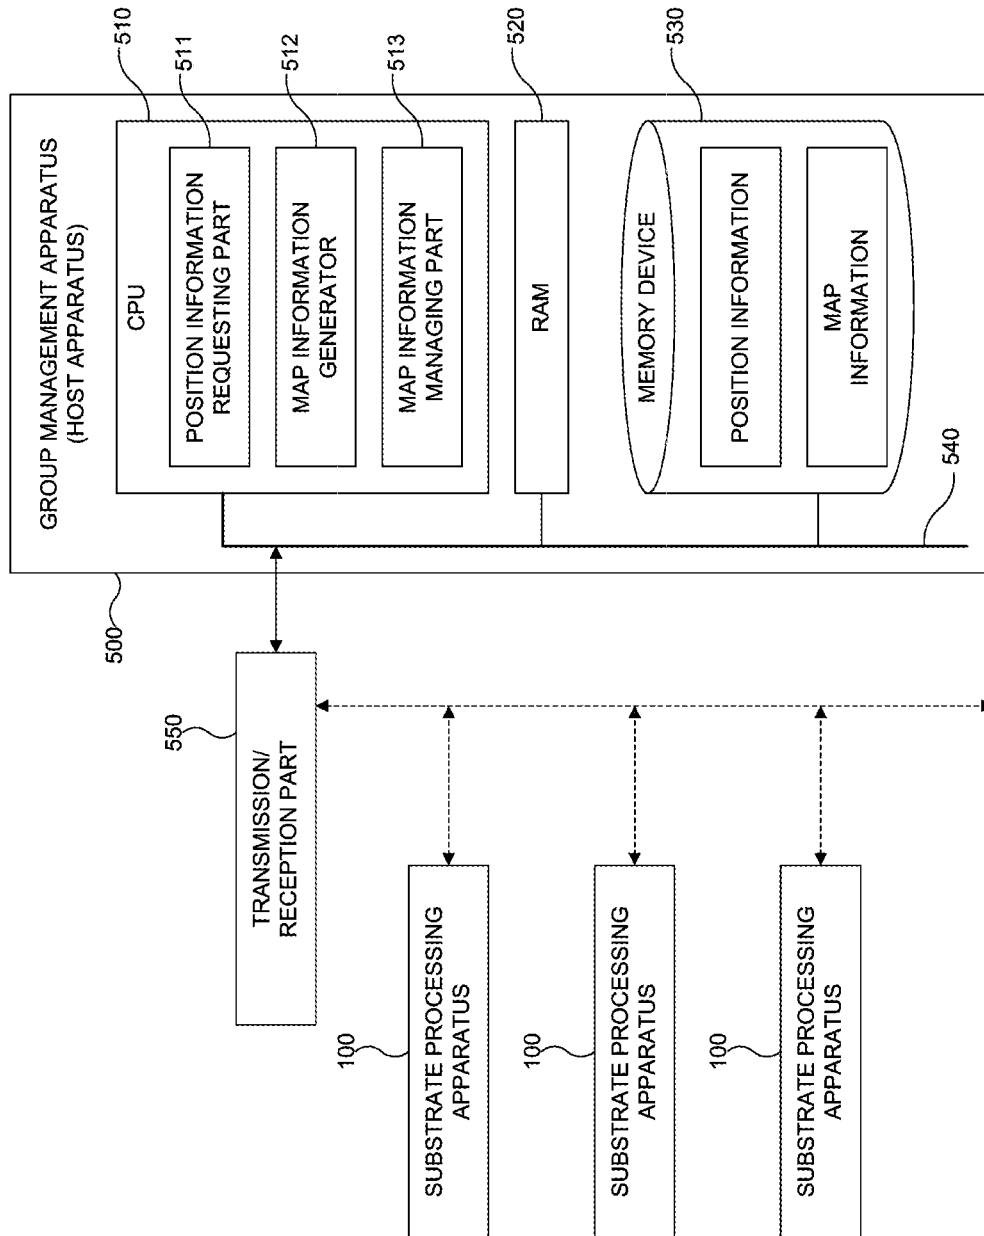 GROUP MANAGEMENT APPARATUS
(HOST APPARATUS)
500
CPU
510
POSITION INFORMATION
REQUESTING PART
511
MAP INFORMATION
GENERATOR
512
MAP INFORMATION
MANAGING PART
513
RAM
520
MEMORY DEVICE
530
POSITION INFORMATION
MAP
INFORMATION
540
550
TRANSMISSION/
RECEPTION PART
100
SUBSTRATE PROCESSING
APPARATUS
100
SUBSTRATE PROCESSING
APPARATUS
100
SUBSTRATE PROCESSING
APPARATUS